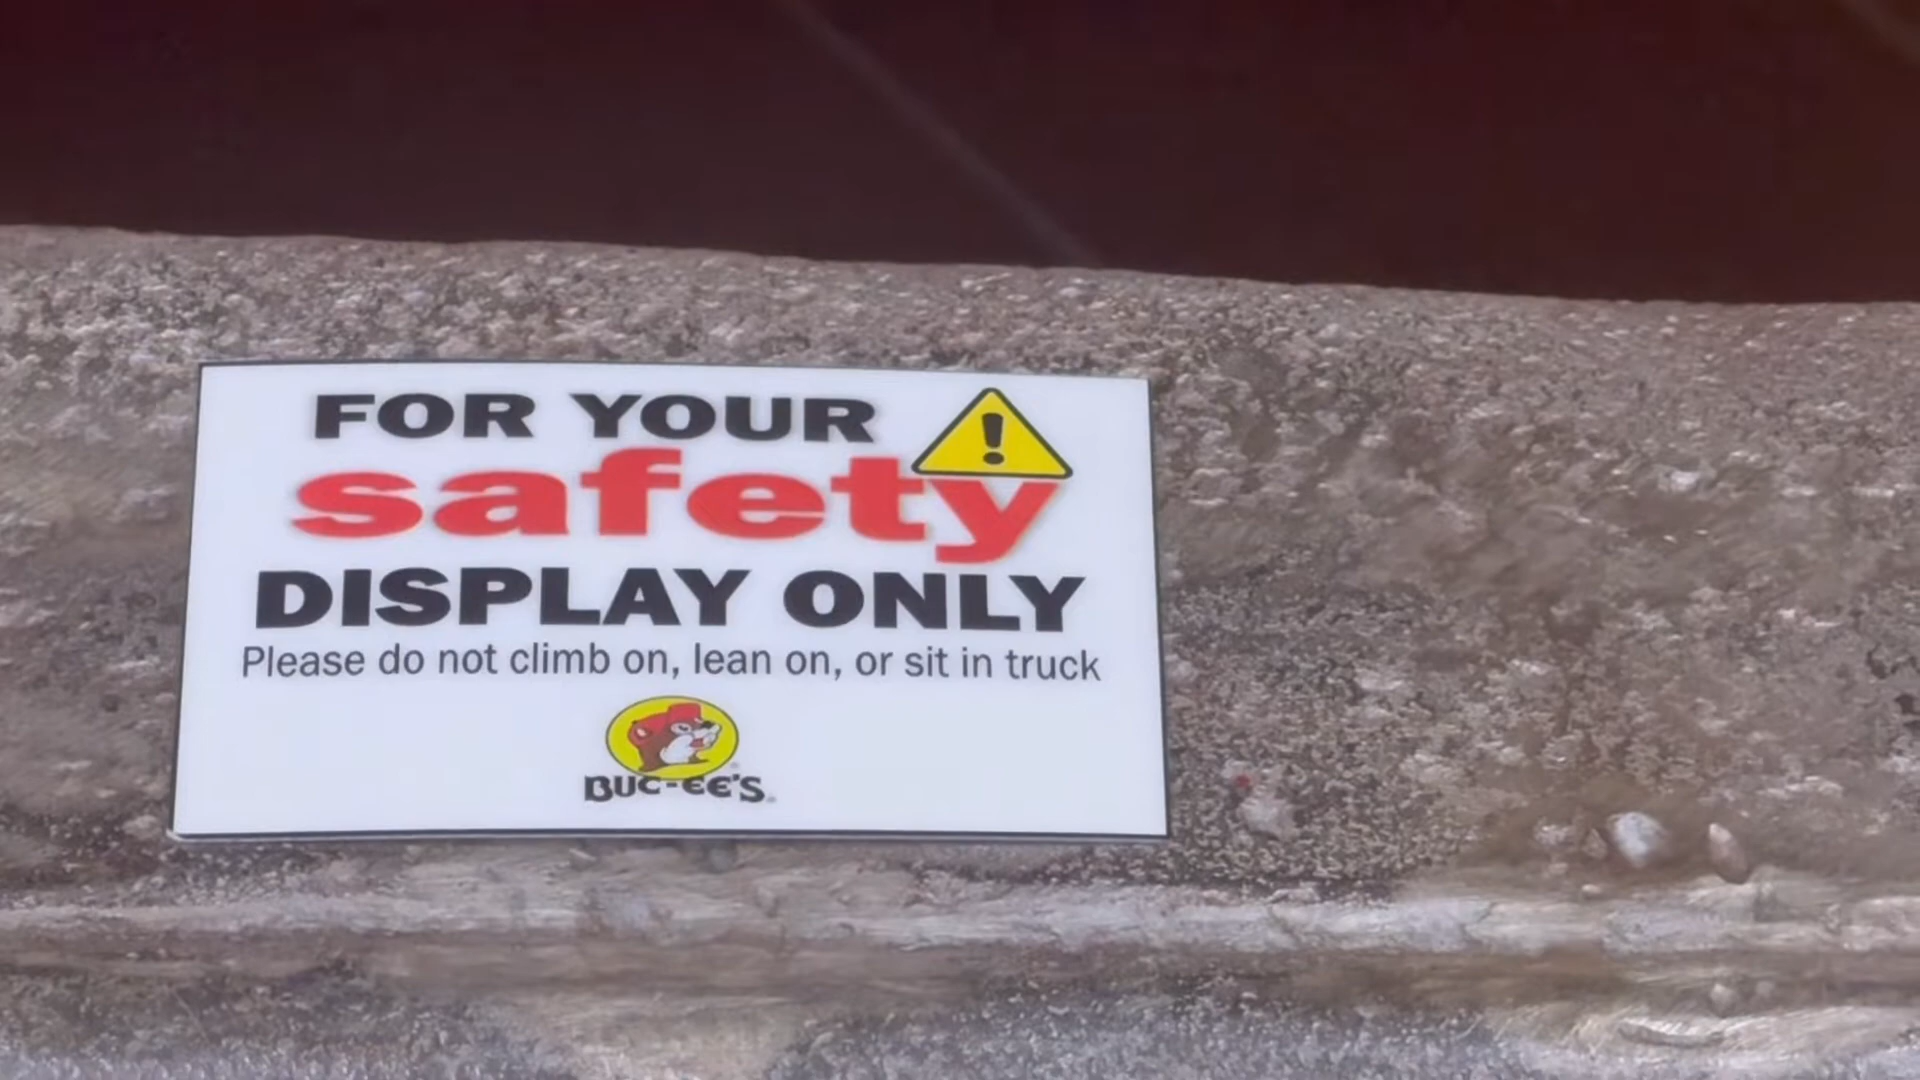 FOR YOUR
safety
DISPLAY ONLY
Please do not climb on, lean on, or sit in truck
BUC-EE'S